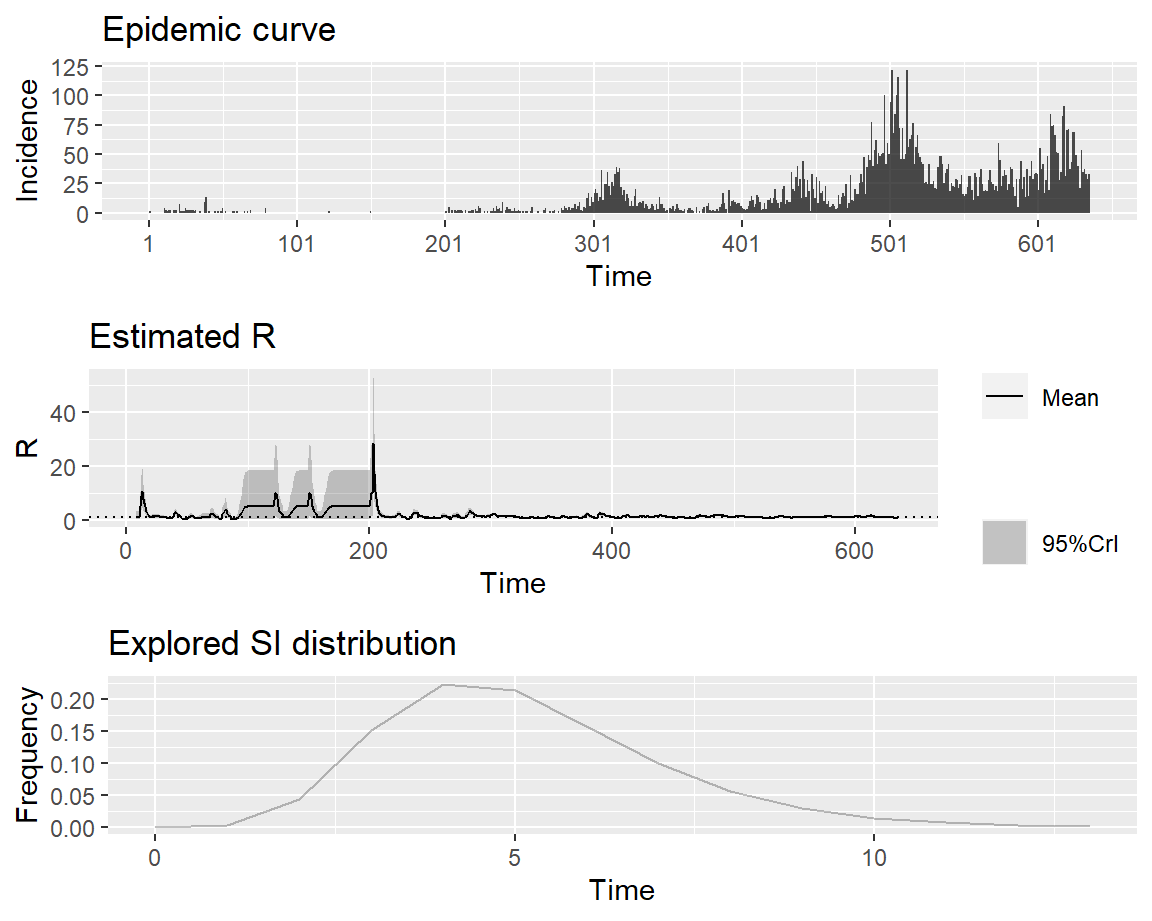 Epidemic curve
125
100
75
50
25
0
Incidence
1 101 201 301 401 501 601
Time
Estimated R
40
20
0
R
0 200 400 600
Time
Mean
95%CrI
Explored SI distribution
0.20
0.15
0.10
0.05
0.00
Frequency
0 5 10
Time